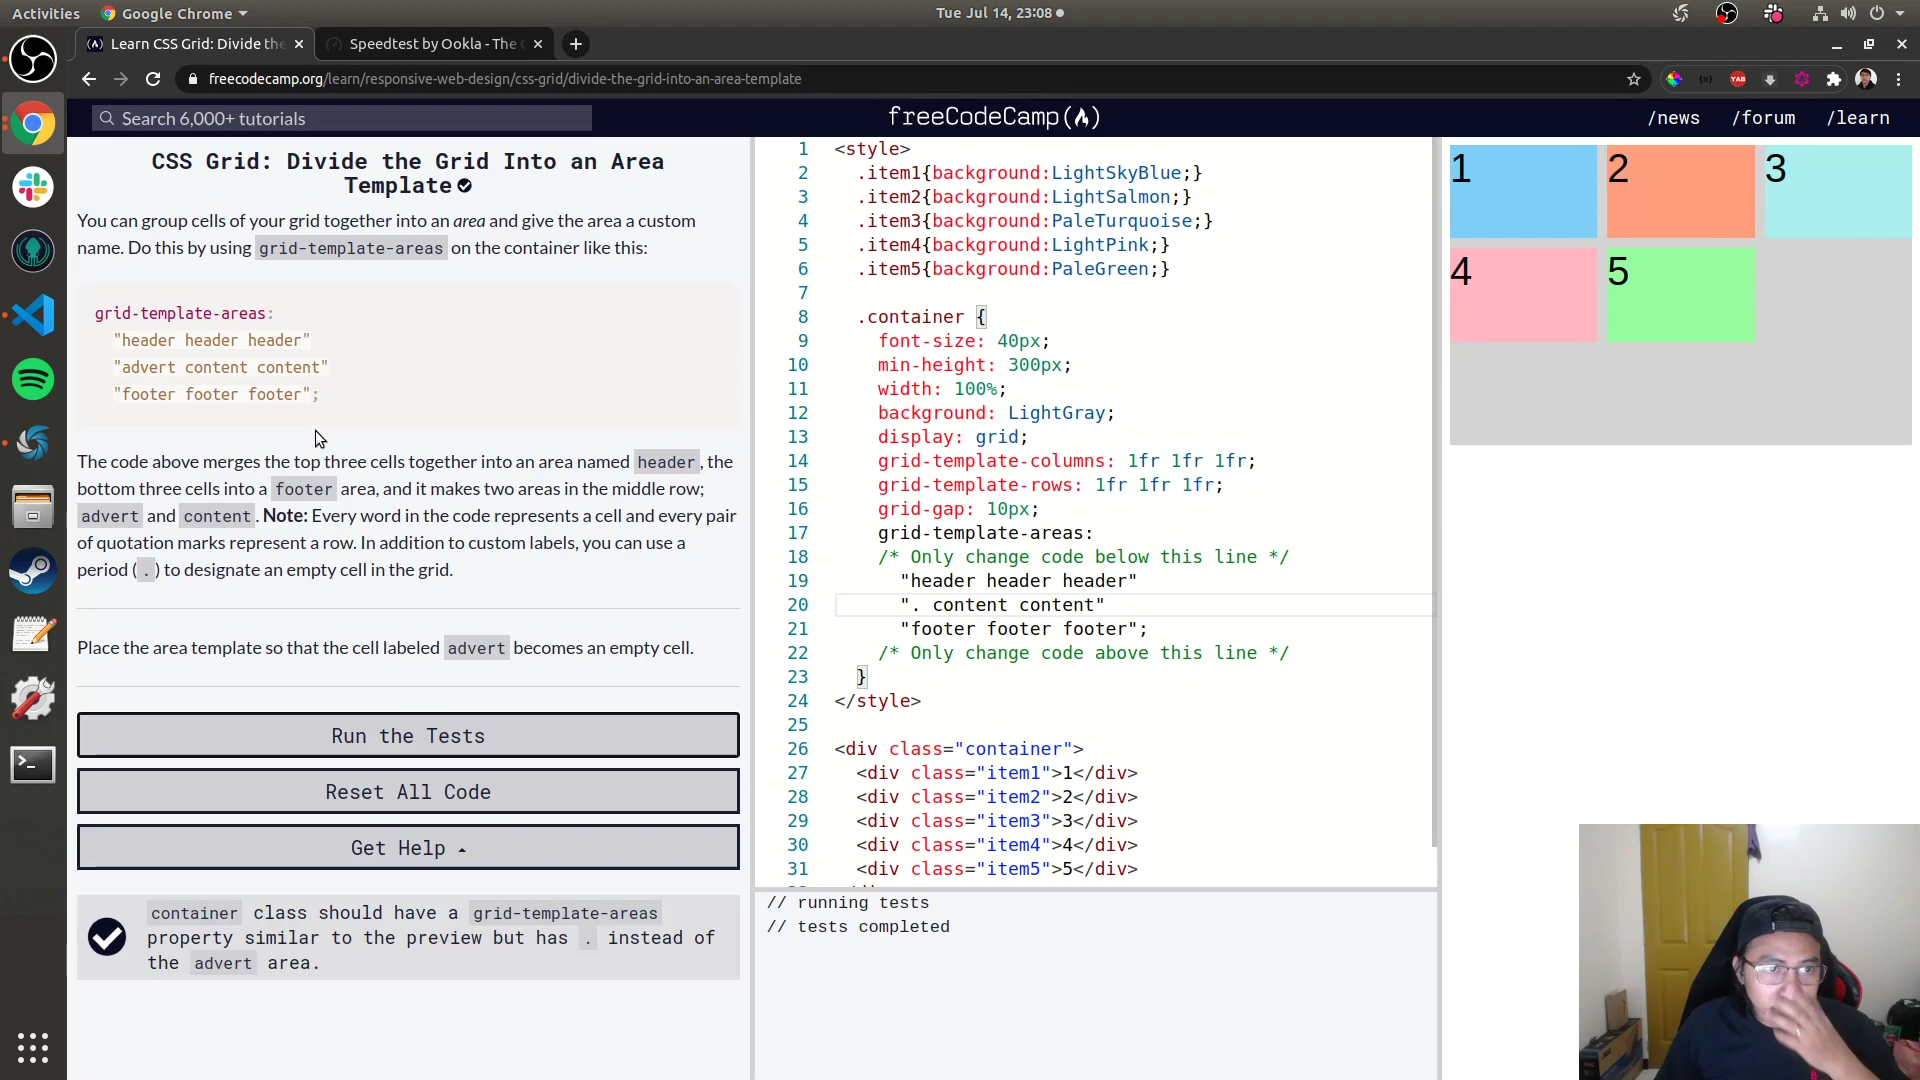 Activities
Google Chrome
Tue Jul 14, 23:08
Learn CSS Grid: Divide the
Speedtest by Ookla - The
freecodecamp.org/learn/responsive-web-design/css-grid/divide-the-grid-into-an-area-template
YAB
Search 6,000+ tutorials
freeCodeCamp
/news
/forum
/learn
CSS Grid: Divide the Grid Into an Area
Template
You can group cells of your grid together into an area and give the area a custom
name. Do this by using grid-template-areas on the container like this:
grid-template-areas:
"header header header"
"advert content content"
"footer footer footer";
The code above merges the top three cells together into an area named header, the
bottom three cells into a footer area, and it makes two areas in the middle row;
advert and content. Note: Every word in the code represents a cell and every pair
of quotation marks represent a row. In addition to custom labels, you can use a
period (.) to designate an empty cell in the grid.
Place the area template so that the cell labeled advert becomes an empty cell.
Run the Tests
Reset All Code
Get Help
container class should have a grid-template-areas
property similar to the preview but has . instead of
the advert area.
1 <style>
2 .item1{background:LightSkyBlue;}
3 .item2{background:LightSalmon;}
4 .item3{background:PaleTurquoise;}
5 .item4{background:LightPink;}
6 .item5{background:PaleGreen;}
7
8 .container {
9 font-size: 40px;
10 min-height: 300px;
11 width: 100%;
12 background: LightGray;
13 display: grid;
14 grid-template-columns: 1fr 1fr 1fr;
15 grid-template-rows: 1fr 1fr 1fr;
16 grid-gap: 10px;
17 grid-template-areas:
18 /* Only change code below this line */
19 "header header header"
20 ". content content"
21 "footer footer footer";
22 /* Only change code above this line */
23 }
24 </style>
25
26 <div class="container">
27 <div class="item1">1</div>
28 <div class="item2">2</div>
29 <div class="item3">3</div>
30 <div class="item4">4</div>
31 <div class="item5">5</div>
// running tests
// tests completed
1
2
3
4
5